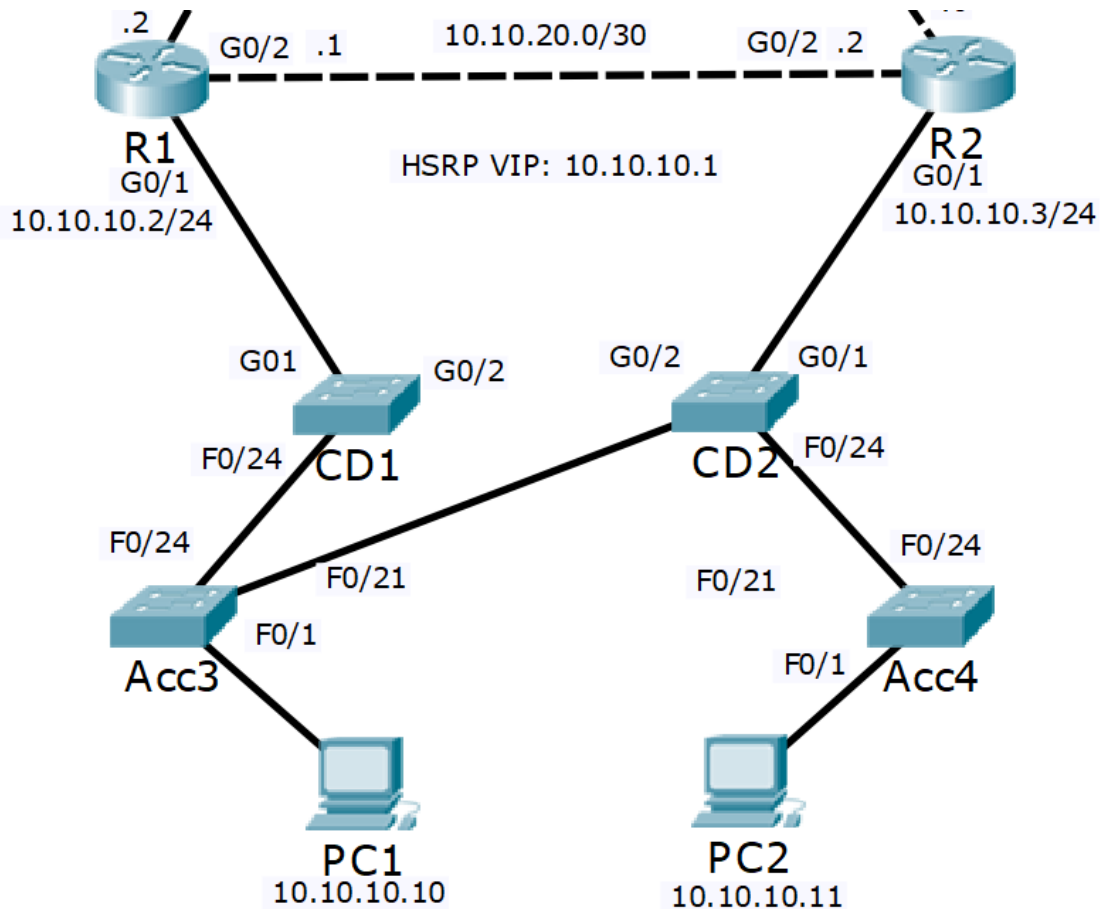 .2
G0/2 .1
10.10.20.0/30
G0/2 .2
R1
R2
HSRP VIP: 10.10.10.1
G0/1
10.10.10.2/24
G0/1
10.10.10.3/24
G01
G0/2
G0/2
G0/1
F0/24
CD1
CD2
F0/24
F0/24
F0/21
F0/21
F0/24
F0/1
F0/1
Acc3
Acc4
PC1
10.10.10.10
PC2
10.10.10.11